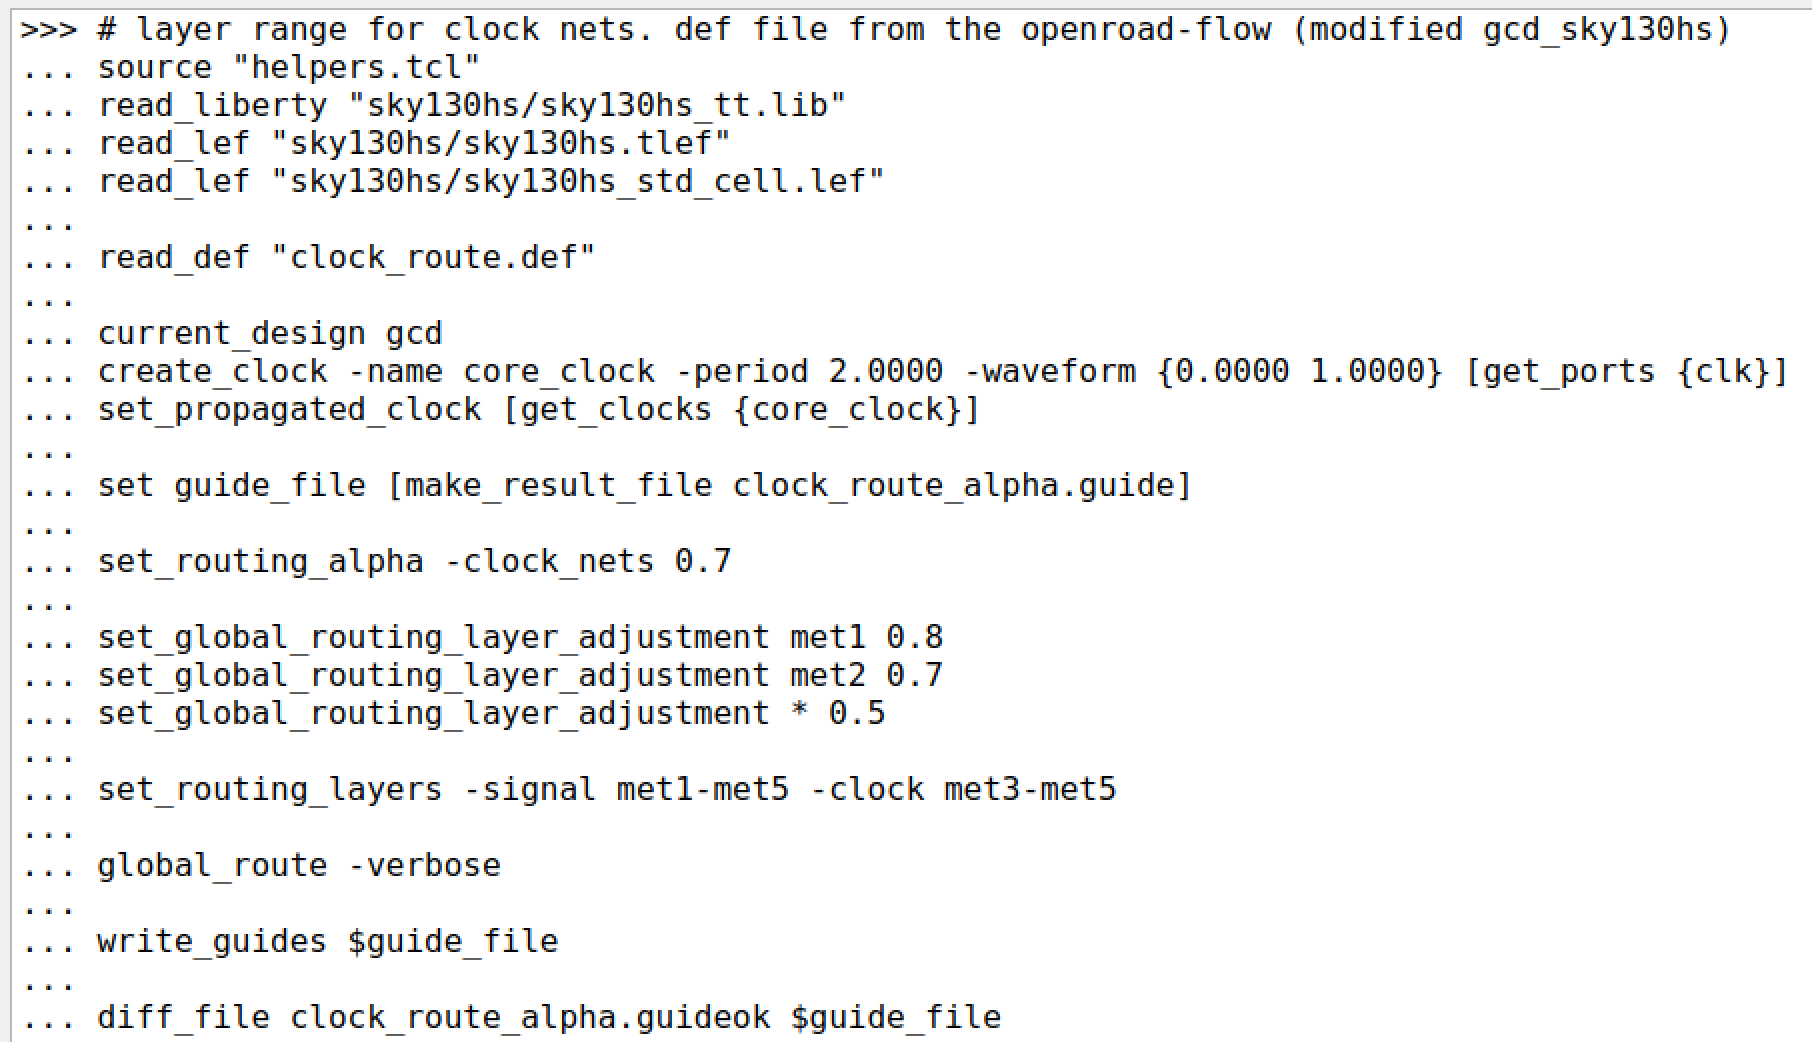 >>> # layer range for clock nets. def file from the openroad-flow (modified gcd_sky130hs)
... source "helpers.tcl"
... read_liberty "sky130hs/sky130hs_tt.lib"
... read_lef "sky130hs/sky130hs.tlef"
... read_lef "sky130hs/sky130hs_std_cell.lef"
...
... read_def "clock_route.def"
...
... current_design gcd
... create_clock -name core_clock -period 2.0000 -waveform {0.0000 1.0000} [get_ports {clk}]
... set_propagated_clock [get_clocks {core_clock}]
...
... set guide_file [make_result_file clock_route_alpha.guide]
...
... set_routing_alpha -clock_nets 0.7
...
... set_global_routing_layer_adjustment met1 0.8
... set_global_routing_layer_adjustment met2 0.7
... set_global_routing_layer_adjustment * 0.5
...
... set_routing_layers -signal met1-met5 -clock met3-met5
...
... global_route -verbose
...
... write_guides $guide_file
...
... diff_file clock_route_alpha.guideok $guide_file